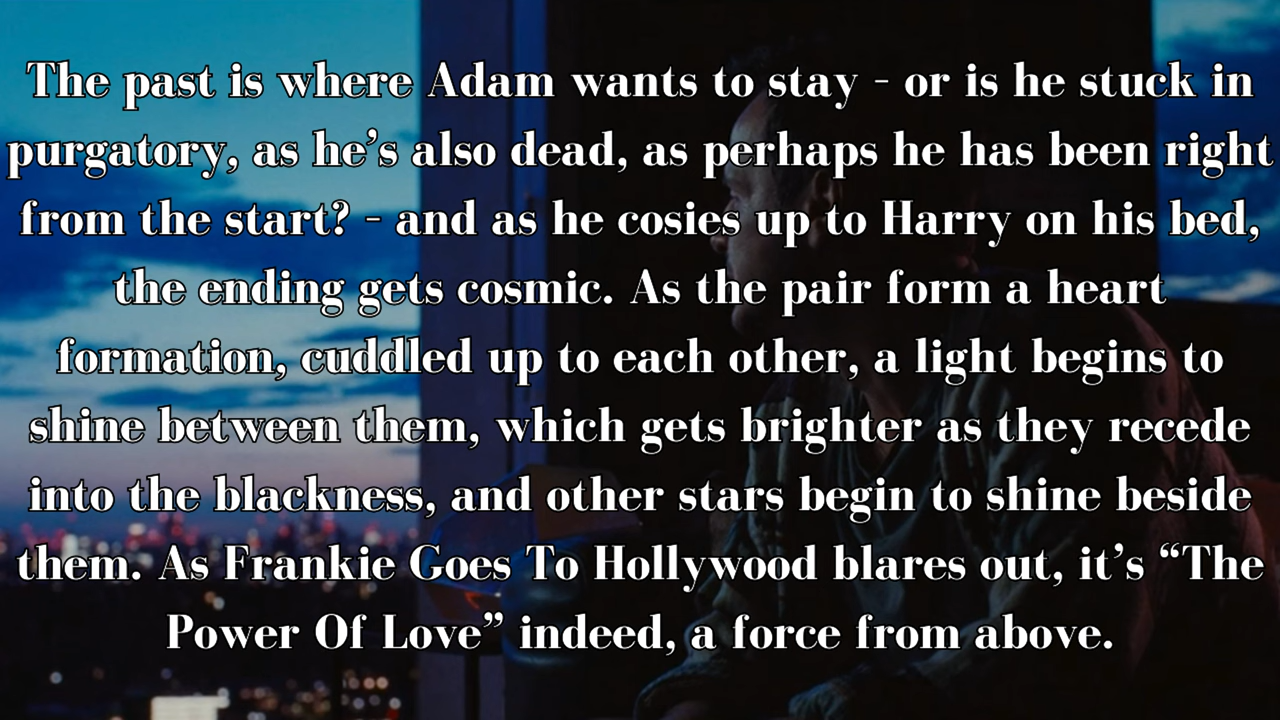 The past is where Adam wants to stay - or is he stuck in
purgatory, as he’s also dead, as perhaps he has been right
from the start? - and as he cosies up to Harry on his bed,
the ending gets cosmic. As the pair form a heart
formation, cuddled up to each other, a light begins to
shine between them, which gets brighter as they recede
into the blackness, and other stars begin to shine beside
them. As Frankie Goes To Hollywood blares out, it’s “The
Power Of Love” indeed, a force from above.